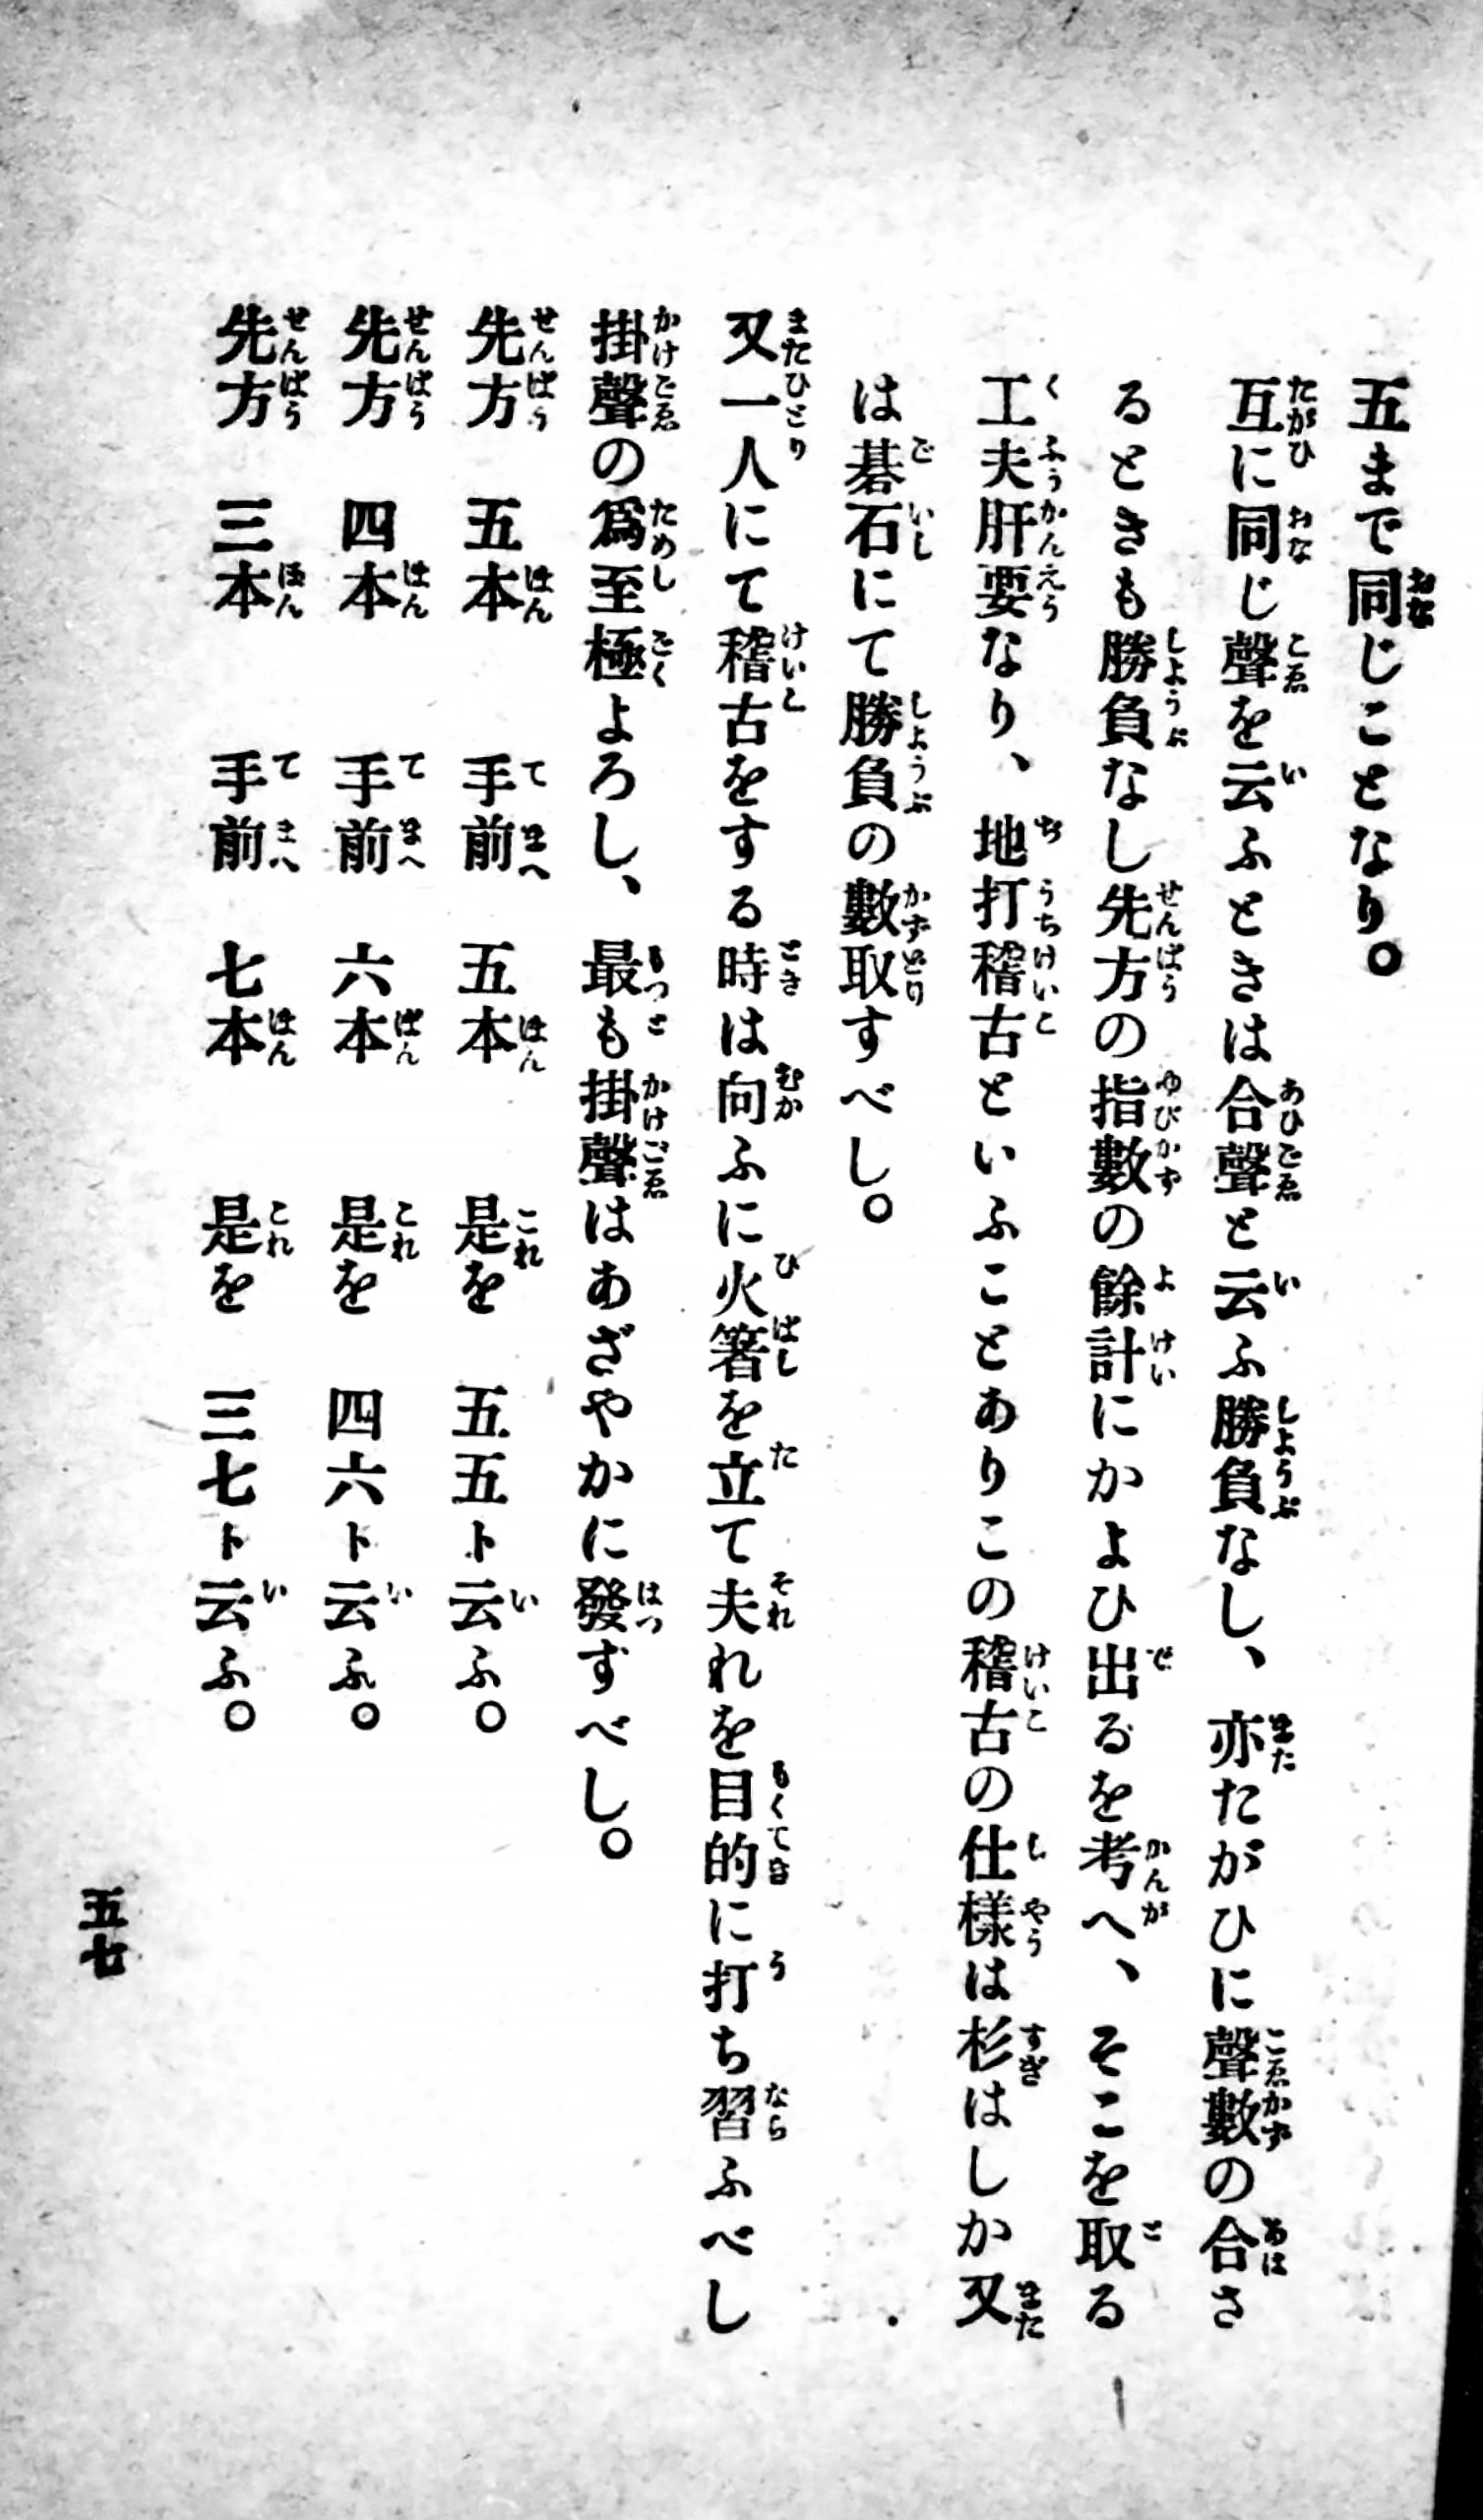 五まで同じことなり。
互に同じ聲を云ふときは合聲と云ふ勝負なし、亦たがひに聲數の合さ
るときも勝負なし先方の指數の餘計にかよひ出るを考へ、そこを取る
工夫肝要なり、地打稽古といふことありこの稽古の仕樣は杉はしか又
は碁石にて勝負の數取すべし。
又一人にて稽古をする時は向ふに火箸を立て夫れを目的に打ち習ふべし
掛聲の爲至極よろし、最も掛聲はあざやかに發すべし。
先方　五本　手前　五本　是を　五五ト云ふ。
先方　四本　手前　六本　是を　四六ト云ふ。
先方　三本　手前　七本　是を　三七ト云ふ。
五七